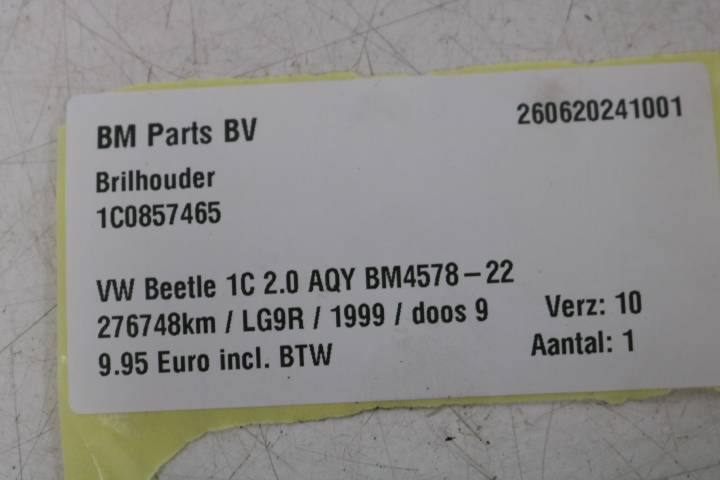 BM Parts BV
260620241001
Brilhouder
1C0857465
VW Beetle 1C 2.0 AQY BM4578-22
276748km / LG9R / 1999 / doos 9
Verz: 10
9.95 Euro incl. BTW
Aantal: 1